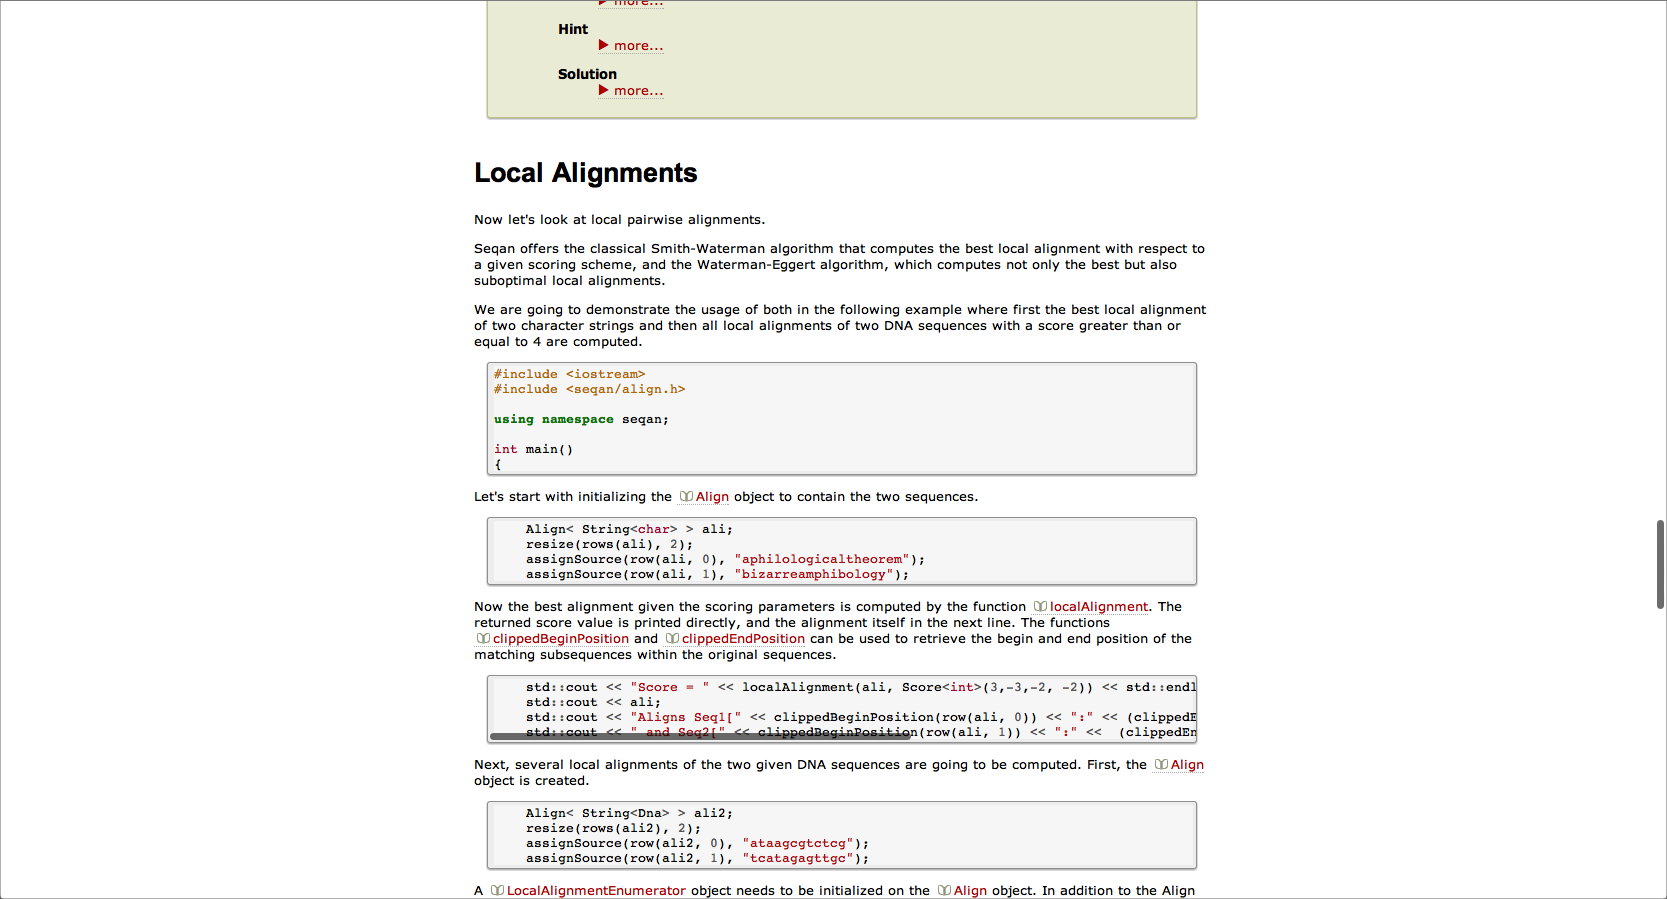 more...
Hint
more...
Solution
more...
Local Alignments
Now let's look at local pairwise alignments.
Seqan offers the classical Smith-Waterman algorithm that computes the best local alignment with respect to
a given scoring scheme, and the Waterman-Eggert algorithm, which computes not only the best but also
suboptimal local alignments.
We are going to demonstrate the usage of both in the following example where first the best local alignment
of two character strings and then all local alignments of two DNA sequences with a score greater than or
equal to 4 are computed.
#include <iostream>
#include <seqan/align.h>
using namespace seqan;
int main()
{
Let's start with initializing the Align object to contain the two sequences.
Align< String<char> > ali;
resize(rows(ali), 2);
assignSource(row(ali, 0), "aphilologicaltheorem");
assignSource(row(ali, 1), "bizarreamphibology");
Now the best alignment given the scoring parameters is computed by the function localAlignment. The
returned score value is printed directly, and the alignment itself in the next line. The functions
clippedBeginPosition and clippedEndPosition can be used to retrieve the begin and end position of the
matching subsequences within the original sequences.
std::cout << "Score = " << localAlignment(ali, Score<int>(3,-3,-2, -2)) << std::endl
std::cout << ali;
std::cout << "Aligns Seq1[" << clippedBeginPosition(row(ali, 0)) << ":" << (clippedE
std::cout << " and Seq2[" << clippedBeginPosition(row(ali, 1)) << ":" <<  (clippedEn
Next, several local alignments of the two given DNA sequences are going to be computed. First, the Align
object is created.
Align< String<Dna> > ali2;
resize(rows(ali2), 2);
assignSource(row(ali2, 0), "ataagcgtctcg");
assignSource(row(ali2, 1), "tcatagagttgc");
A LocalAlignmentEnumerator object needs to be initialized on the Align object. In addition to the Align